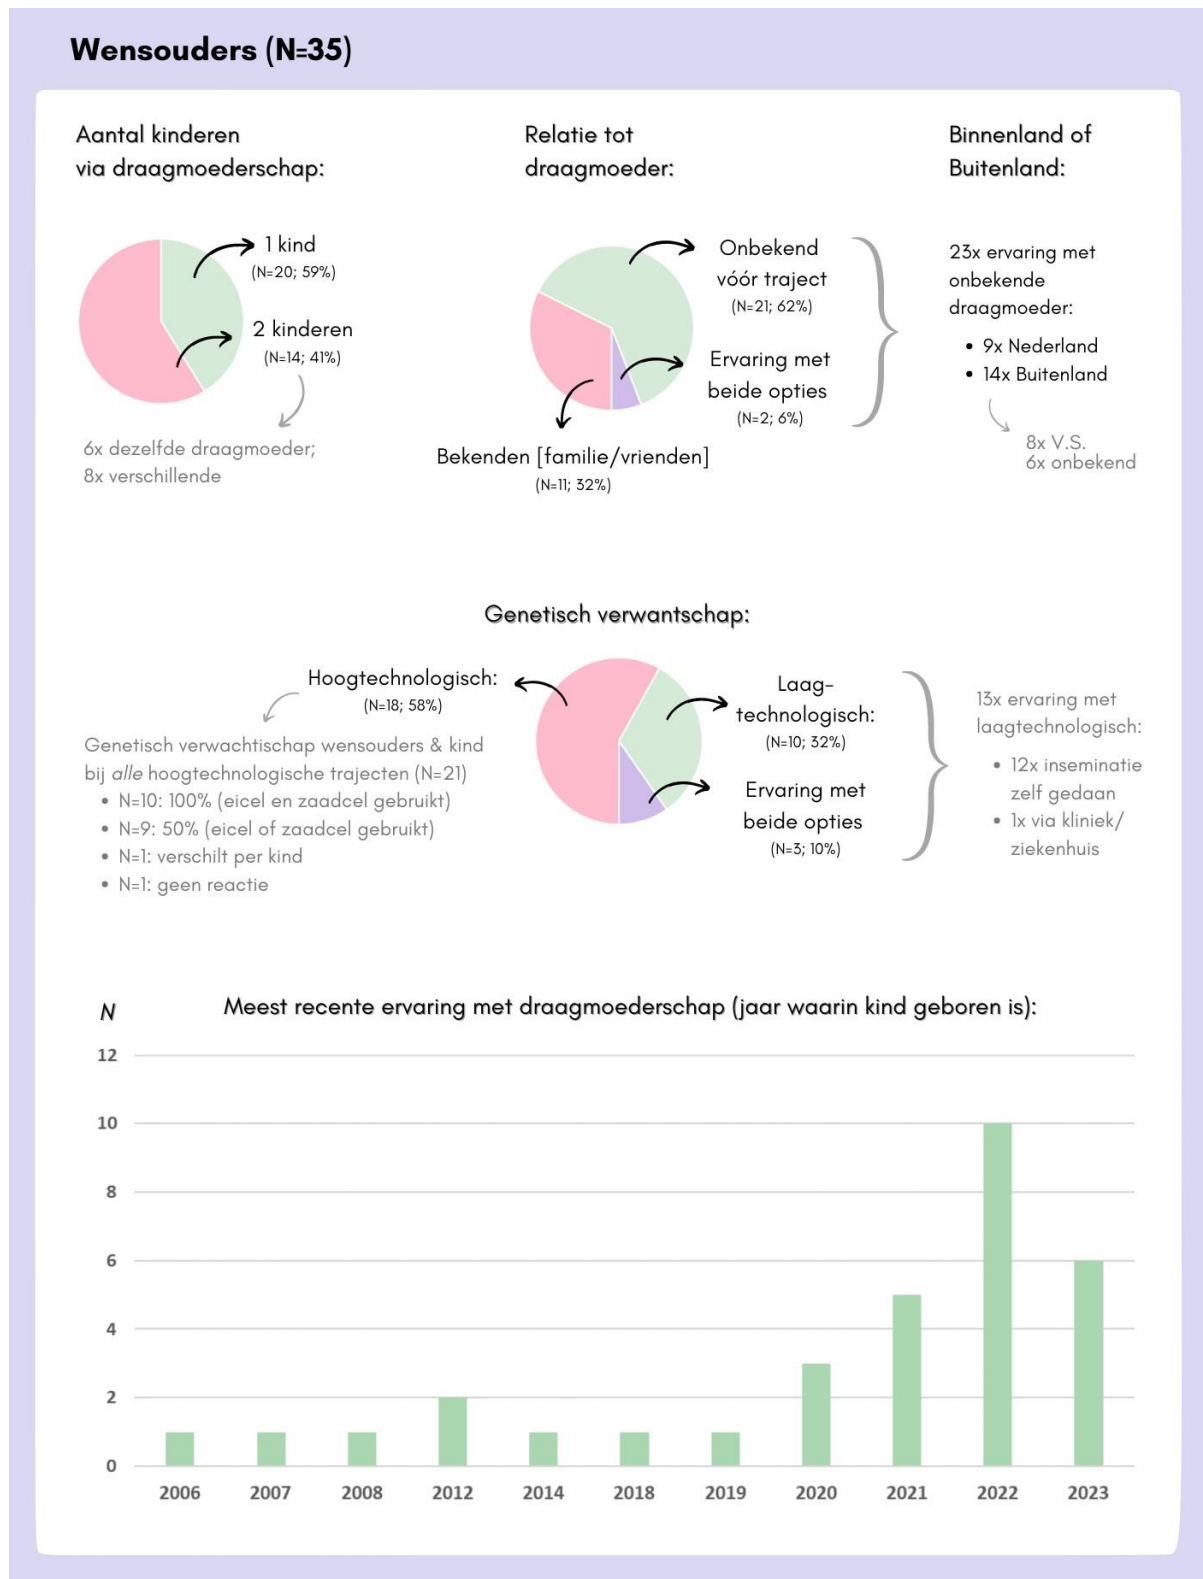 Wensouders (N=35)
Aantal kinderen
via draagmoederschap:
1 kind
(N=20; 59%)
2 kinderen
(N=14; 41%)
6x dezelfde draagmoeder;
8x verschillende
Relatie tot
draagmoeder:
Onbekend
vóór traject
(N=21; 62%)
Ervaring met
beide opties
(N=2; 6%)
Bekenden [familie/vrienden]
(N=11; 32%)
Binnenland of
Buitenland:
23x ervaring met
onbekende
draagmoeder:
• 9x Nederland
• 14x Buitenland
8x V.S.
6x onbekend
Genetisch verwantschap:
Hoogtechnologisch:
(N=18; 58%)
Genetisch verwachtischap wensouders & kind
bij alle hoogtechnologische trajecten (N=21)
• N=10: 100% (eicel en zaadcel gebruikt)
• N=9: 50% (eicel of zaadcel gebruikt)
• N=1: verschilt per kind
• N=1: geen reactie
Laag-
technologisch:
(N=10; 32%)
Ervaring met
beide opties
(N=3; 10%)
13x ervaring met
laagtechnologisch:
• 12x inseminatie
zelf gedaan
• 1x via kliniek/
ziekenhuis
N
Meest recente ervaring met draagmoederschap (jaar waarin kind geboren is):
12
10
8
6
4
2
0
2006 2007 2008 2012 2014 2018 2019 2020 2021 2022 2023